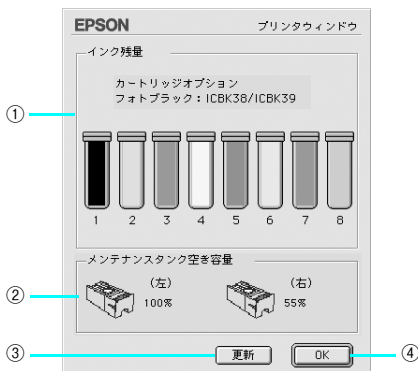 EPSON プリンタウィンドウ
インク残量
カートリッジオプション
フォトブラック：ICBK38/ICBK39
①
1 2 3 4 5 6 7 8
メンテナンスタンク空き容量
② (左) (右)
100% 55%
③ 更新 OK ④